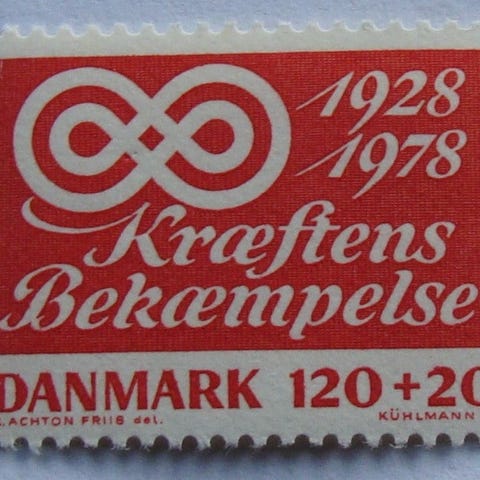 1928
1978
Kræftens
Bekæmpelse
DANMARK 120+20
ACHTON FRIIS del. KÜHLMANN